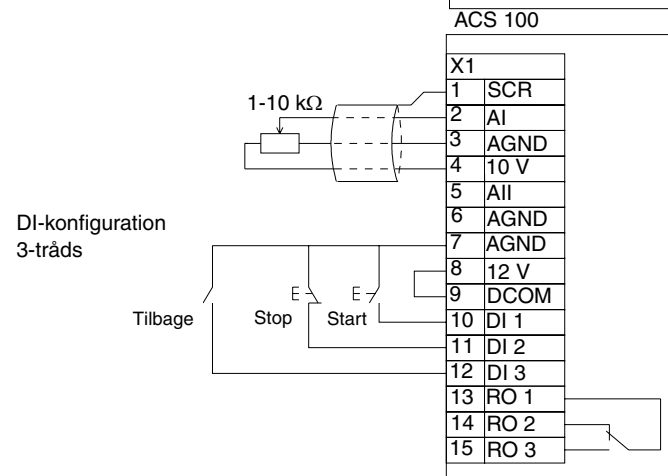 ACS 100
X1
1 SCR
1-10 kΩ
2 AI
3 AGND
4 10 V
5 AII
6 AGND
DI-konfiguration
3-tråds
7 AGND
8 12 V
9 DCOM
Tilbage Stop Start
10 DI 1
11 DI 2
12 DI 3
13 RO 1
14 RO 2
15 RO 3